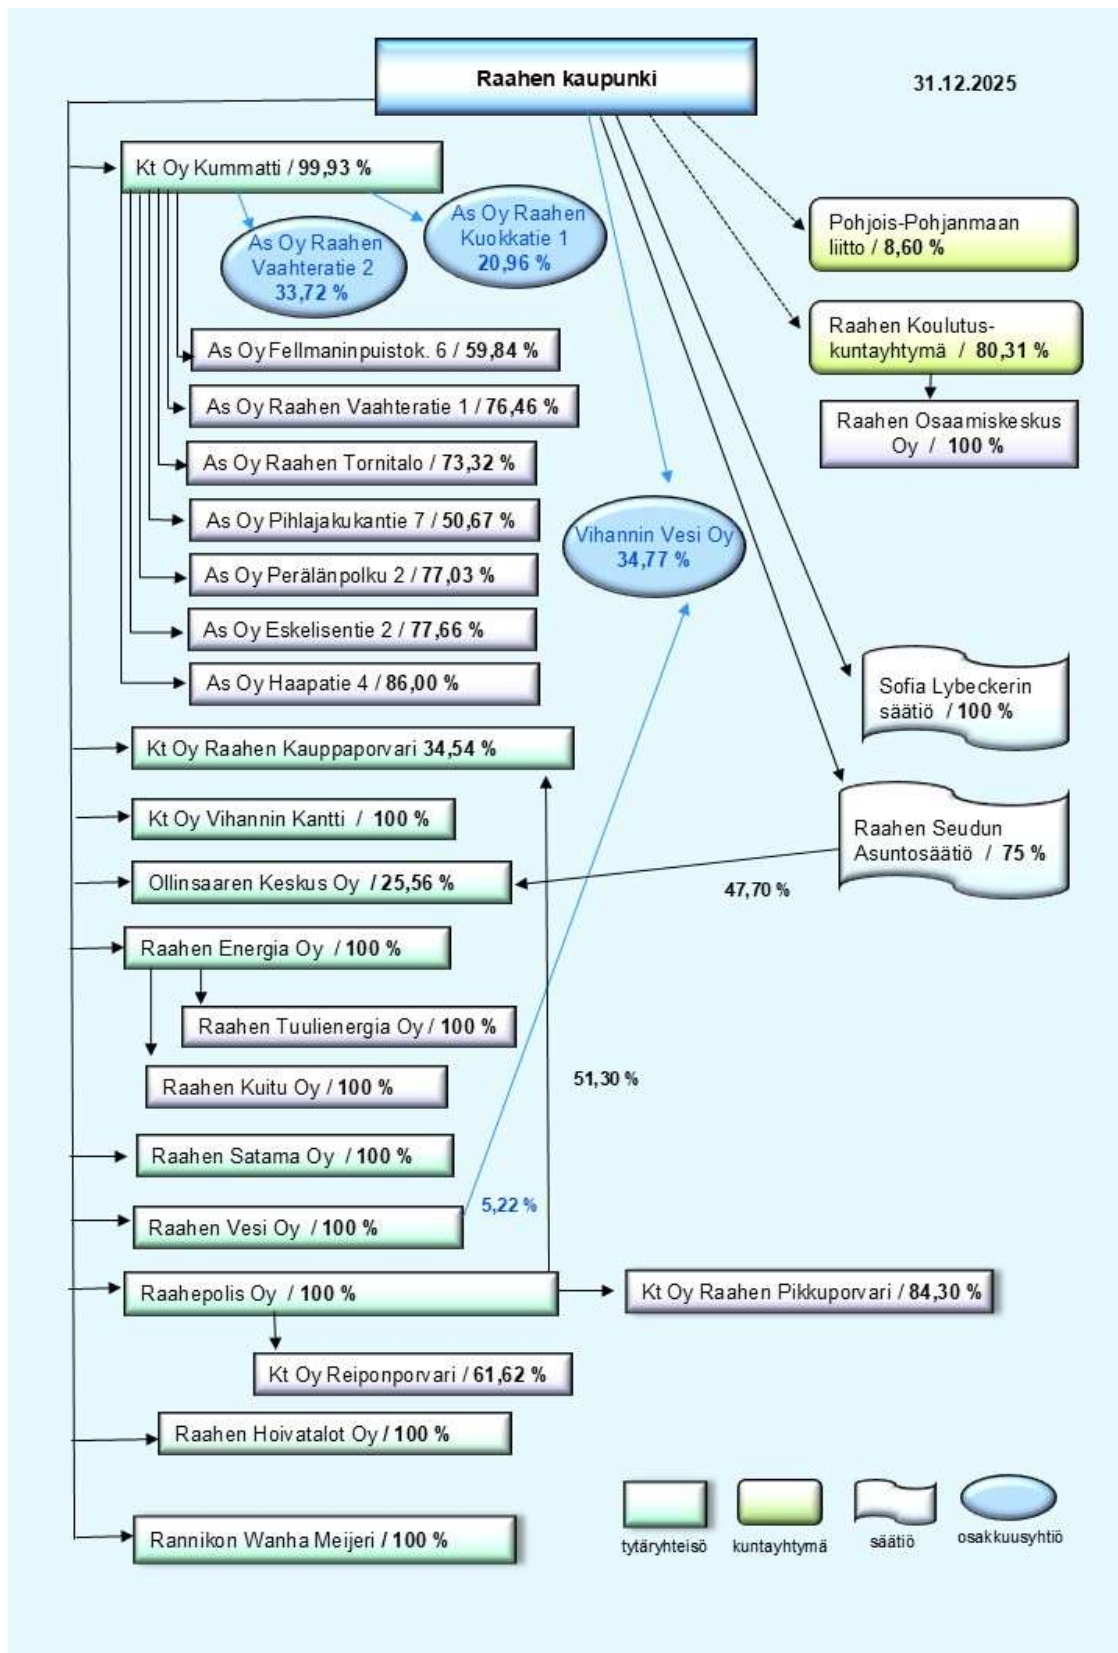 Raahen kaupunki
31.12.2025
Kt Oy Kummatti / 99,93 %
As Oy Raahen
Kuokkatie 1
20,96 %
As Oy Raahen
Vaahteratie 2
33,72 %
Pohjois-Pohjanmaan
liitto / 8,60 %
Raahen Koulutus-
kuntayhtymä / 80,31 %
Raahen Osaamiskeskus
Oy / 100 %
As Oy Fellmaninpuistok. 6 / 59,84 %
As Oy Raahen Vaahteratie 1 / 76,46 %
As Oy Raahen Tornitalo / 73,32 %
As Oy Pihlajakukantie 7 / 50,67 %
As Oy Perälänpolku 2 / 77,03 %
As Oy Eskelisentie 2 / 77,66 %
As Oy Haapatie 4 / 86,00 %
Vihannin Vesi Oy
34,77 %
Sofia Lybeckerin
säätiö / 100 %
Kt Oy Raahen Kauppaporvari 34,54 %
Kt Oy Vihannin Kantti / 100 %
Raahen Seudun
Asuntosäätiö / 75 %
Ollinsaaren Keskus Oy / 25,56 %
47,70 %
Raahen Energia Oy / 100 %
Raahen Tuulienergia Oy / 100 %
Raahen Kuitu Oy / 100 %
51,30 %
Raahen Satama Oy / 100 %
Raahen Vesi Oy / 100 %
5,22 %
Raahepolis Oy / 100 %
Kt Oy Raahen Pikkuporvari / 84,30 %
Kt Oy Reiponporvari / 61,62 %
Raahen Hoivatalot Oy / 100 %
Rannikon Wanha Meijeri / 100 %
tytäryhteisö
kuntayhtymä
säätiö
osakkuusyhtiö